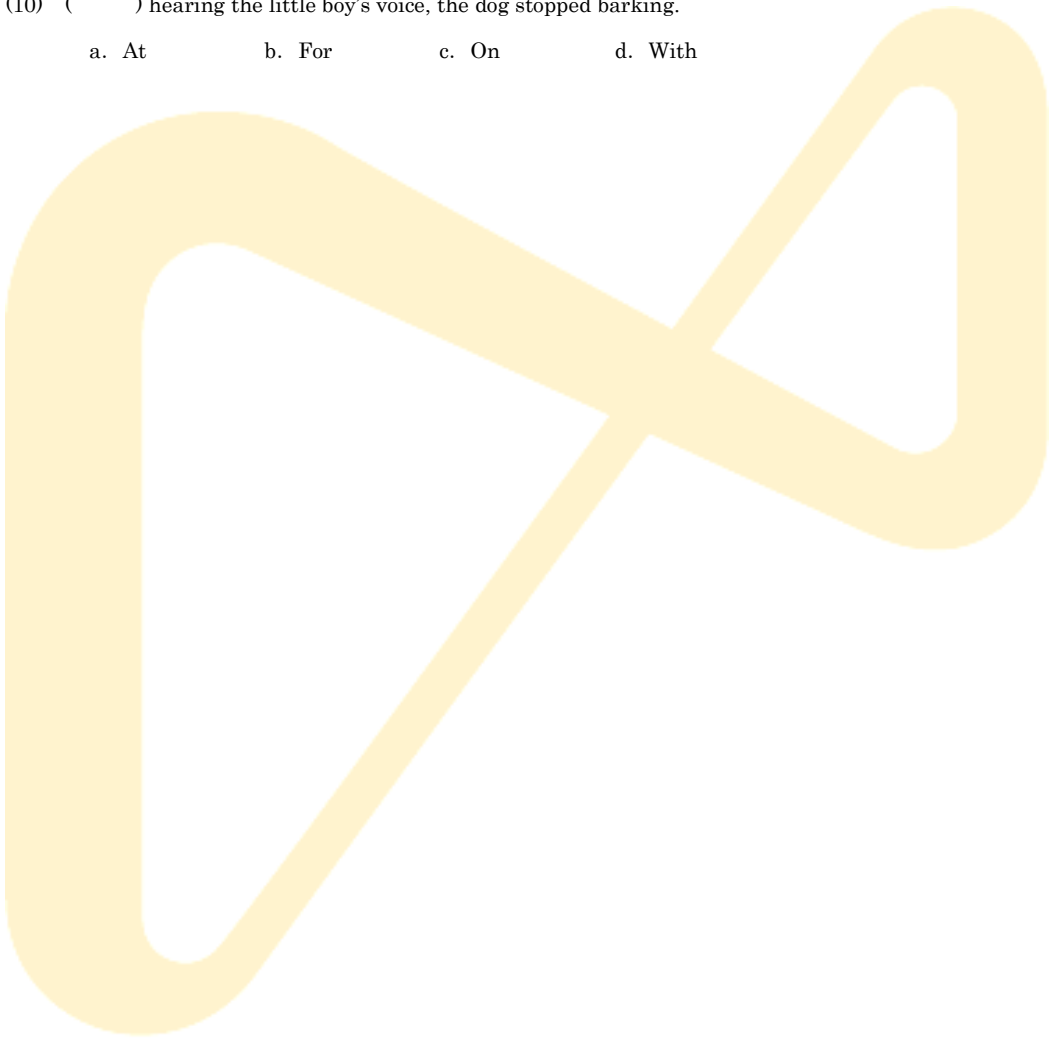 (10) (          ) hearing the little boy's voice, the dog stopped barking.
a. At b. For c. On d. With